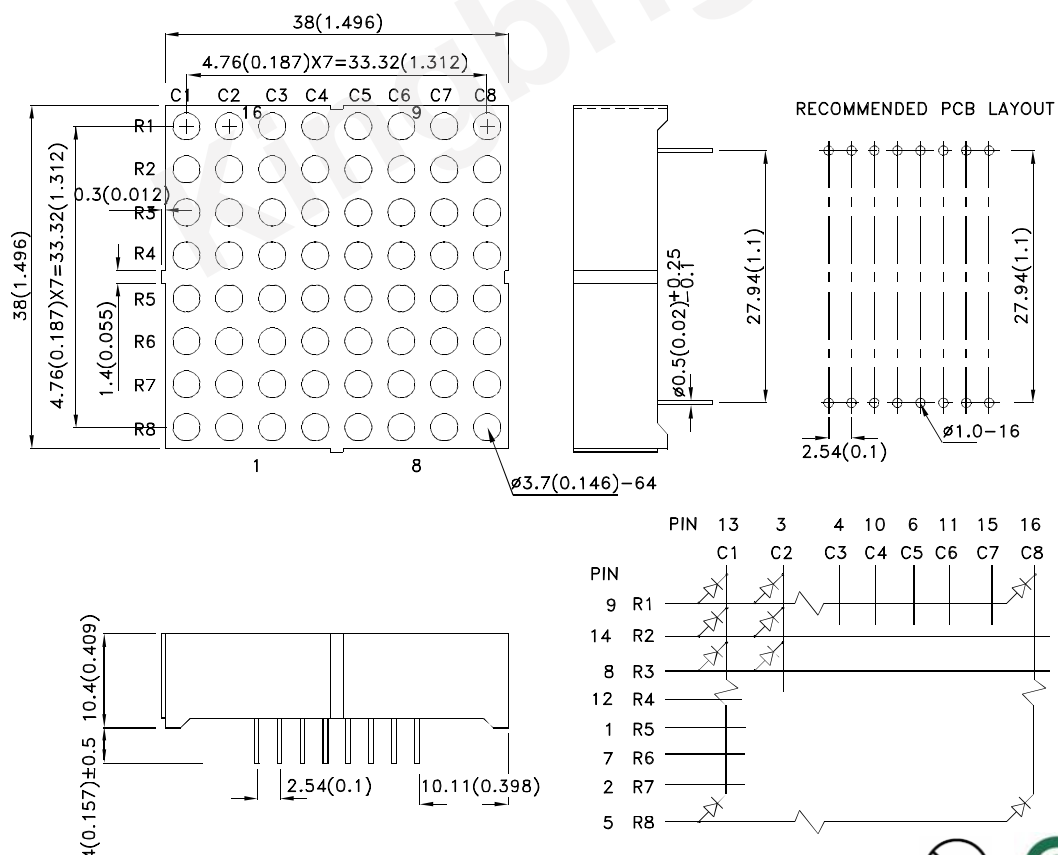 38(1.496)
4.76(0.187)X7=33.32(1.312)
C1 C2 C3 C4 C5 C6 C7 C8
16 9
R1
R2
R3
R4
R5
R6
R7
R8
0.3(0.012)
38(1.496)
4.76(0.187)X7=33.32(1.312)
1.4(0.055)
1 8
ø3.7(0.146)-64
ø0.5(0.02)+0.25
-0.1
27.94(1.1)
RECOMMENDED PCB LAYOUT
27.94(1.1)
ø1.0-16
2.54(0.1)
10.4(0.409)
4(0.157)±0.5
2.54(0.1)
10.11(0.398)
PIN 13 3 4 10 6 11 15 16
C1 C2 C3 C4 C5 C6 C7 C8
PIN
9 R1
14 R2
8 R3
12 R4
1 R5
7 R6
2 R7
5 R8